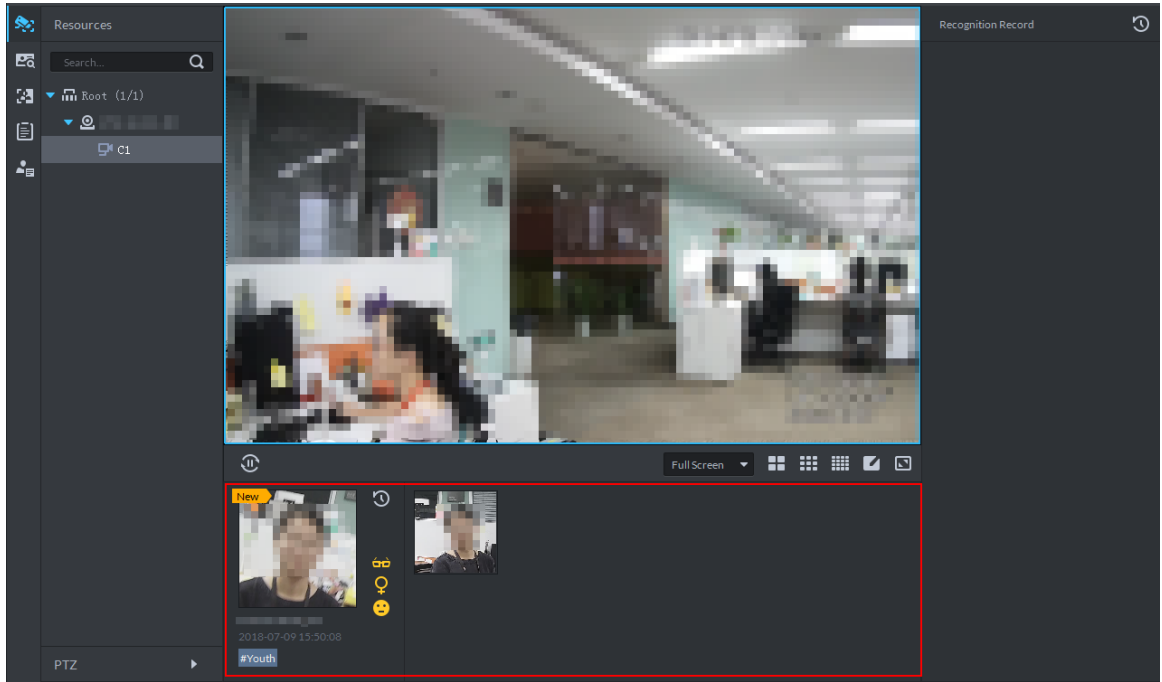 Resources
Search...
Root (1/1)
C1
PTZ
Full Screen
New
2018-07-09 15:50:08
#Youth
Recognition Record